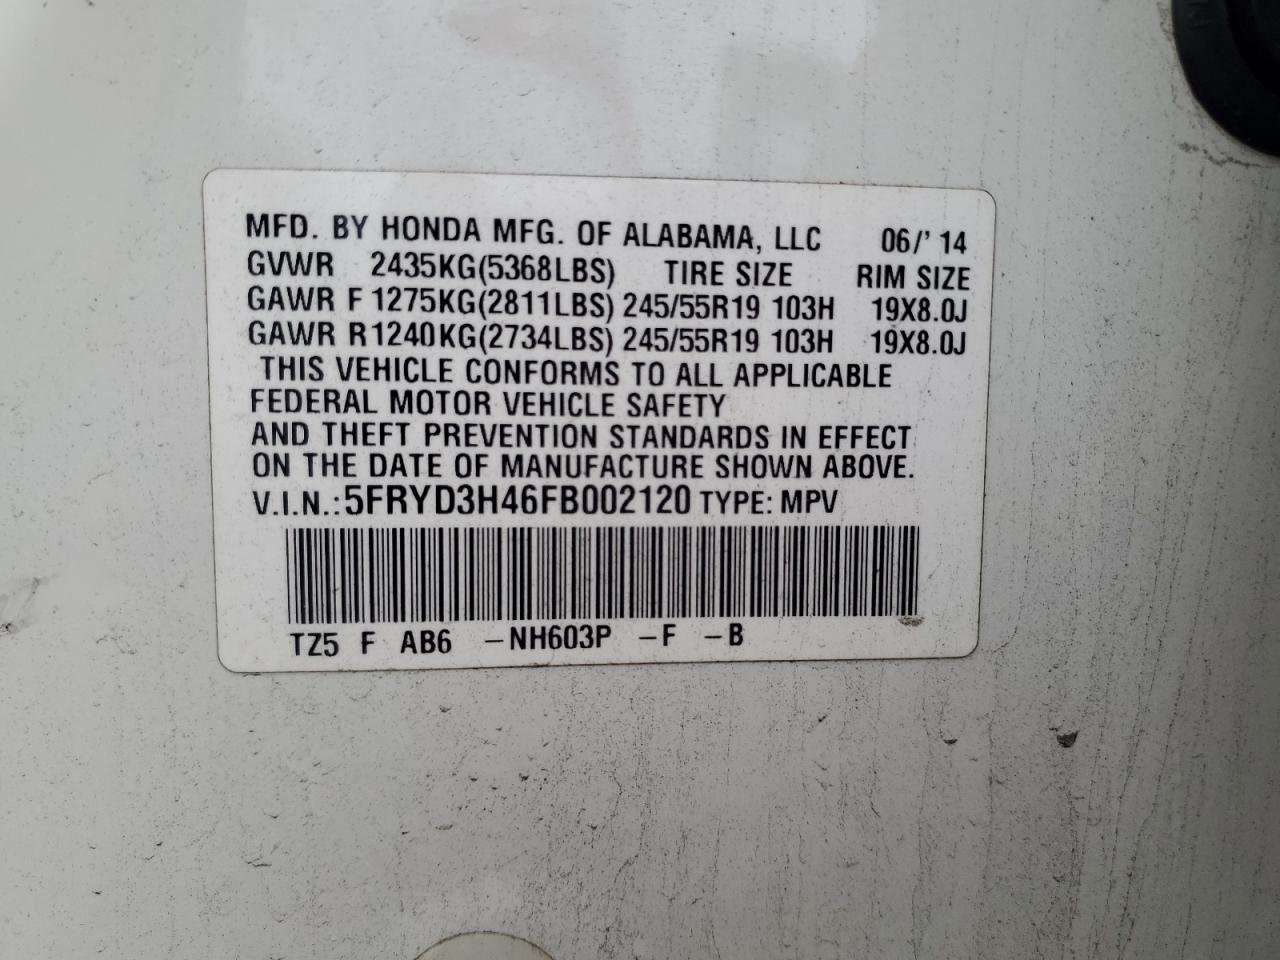 MFD. BY HONDA MFG. OF ALABAMA, LLC 06/' 14
GVWR 2435KG(5368LBS) TIRE SIZE RIM SIZE
GAWR F 1275KG(2811LBS) 245/55R19 103H 19X8.0J
GAWR R1240KG(2734LBS) 245/55R19 103H 19X8.0J
THIS VEHICLE CONFORMS TO ALL APPLICABLE
FEDERAL MOTOR VEHICLE SAFETY
AND THEFT PREVENTION STANDARDS IN EFFECT
ON THE DATE OF MANUFACTURE SHOWN ABOVE.
V.I.N.:5FRYD3H46FB002120 TYPE: MPV
TZ5 F AB6 -NH603P -F -B